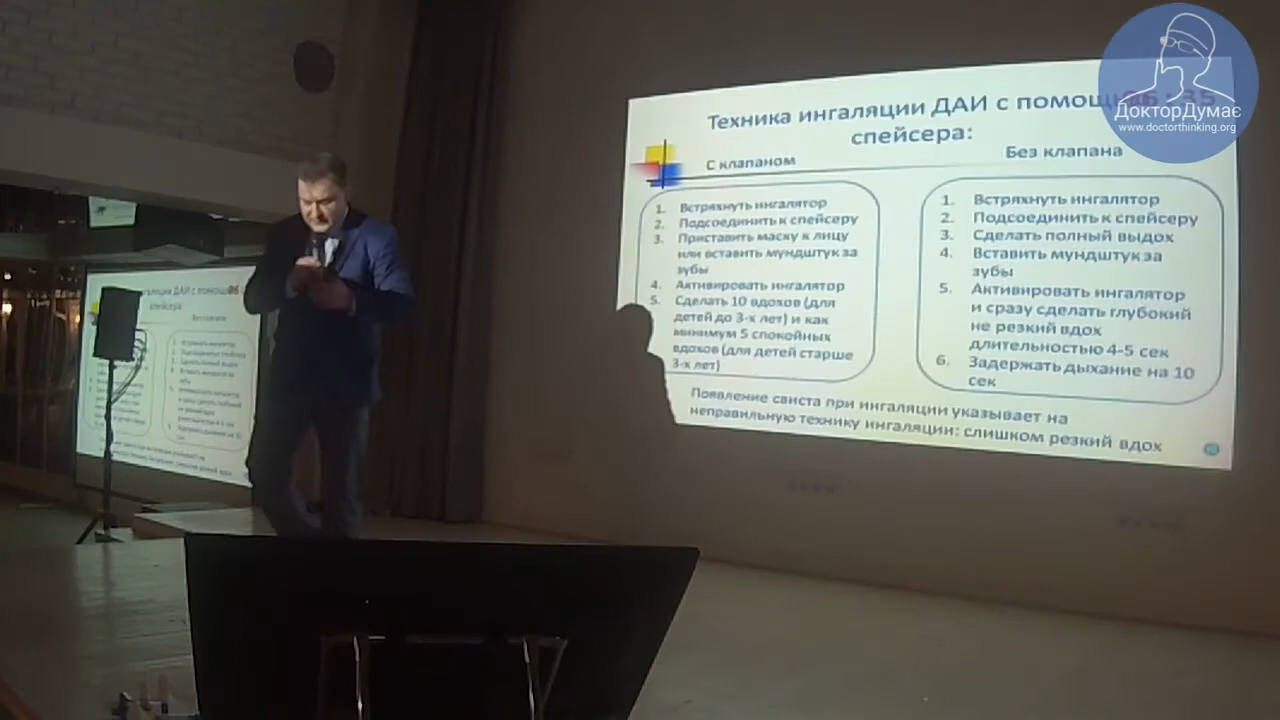 ДокторДумає
www.doctorthinking.org
Техника ингаляции ДАИ с помощ
спейсера:
С клапаном
1. Встряхнуть ингалятор
2. Подсоединить к спейсеру
3. Приставить маску к лицу
или вставить мундштук за
зубы
4. Активировать ингалятор
5. Сделать 10 вдохов (для
детей до 3-х лет) и как
минимум 5 спокойных
вдохов (для детей старше
3-х лет)
Без клапана
1. Встряхнуть ингалятор
2. Подсоединить к спейсеру
3. Сделать полный выдох
4. Вставить мундштук за
зубы
5. Активировать ингалятор
и сразу сделать глубокий
не резкий вдох
длительностью 4-5 сек
6. Задержать дыхание на 10
сек
Появление свиста при ингаляции указывает на
неправильную технику ингаляции: слишком резкий вдох